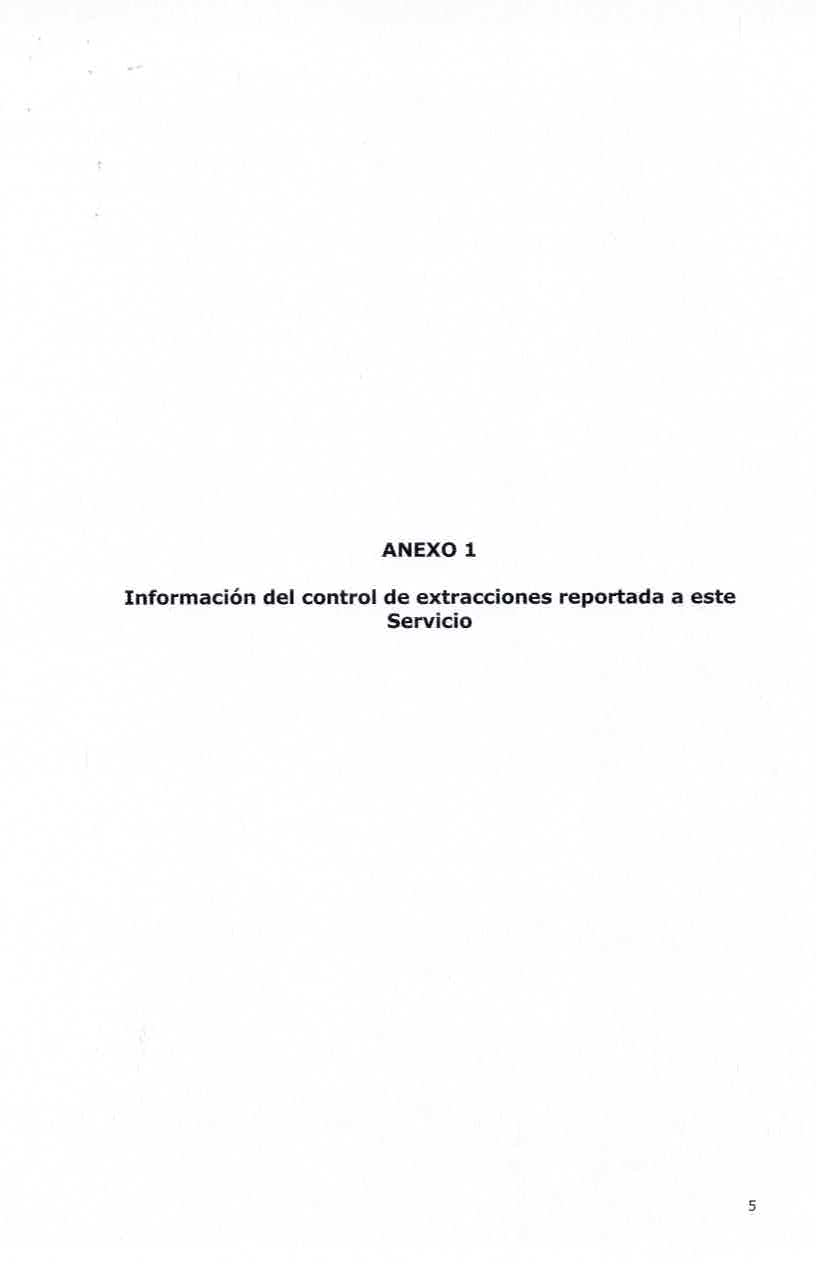 ANEXO 1
Información del control de extracciones reportada a este
Servicio
5